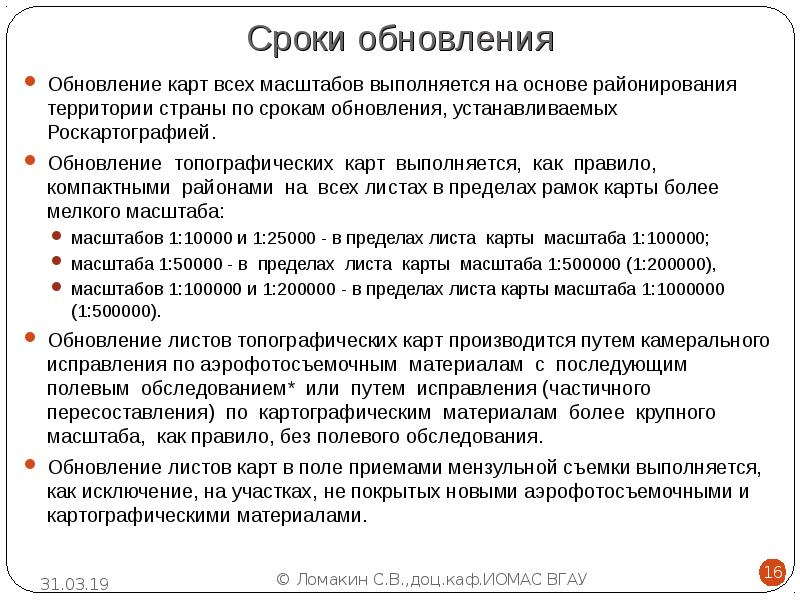 Сроки обновления
Обновление карт всех масштабов выполняется на основе районирования
территории страны по срокам обновления, устанавливаемых
Роскартографией.
Обновление топографических карт выполняется, как правило,
компактными районами на всех листах в пределах рамок карты более
мелкого масштаба:
масштабов 1:10000 и 1:25000 - в пределах листа карты масштаба 1:100000;
масштаба 1:50000 - в пределах листа карты масштаба 1:500000 (1:200000),
масштабов 1:100000 и 1:200000 - в пределах листа карты масштаба 1:1000000
(1:500000).
Обновление листов топографических карт производится путем камерального
исправления по аэрофотосъемочным материалам с последующим
полевым обследованием* или путем исправления (частичного
пересоставления) по картографическим материалам более крупного
масштаба, как правило, без полевого обследования.
Обновление листов карт в поле приемами мензульной съемки выполняется,
как исключение, на участках, не покрытых новыми аэрофотосъемочными и
картографическими материалами.
31.03.19
© Ломакин С.В.,доц.каф.ИОМАС ВГАУ
16